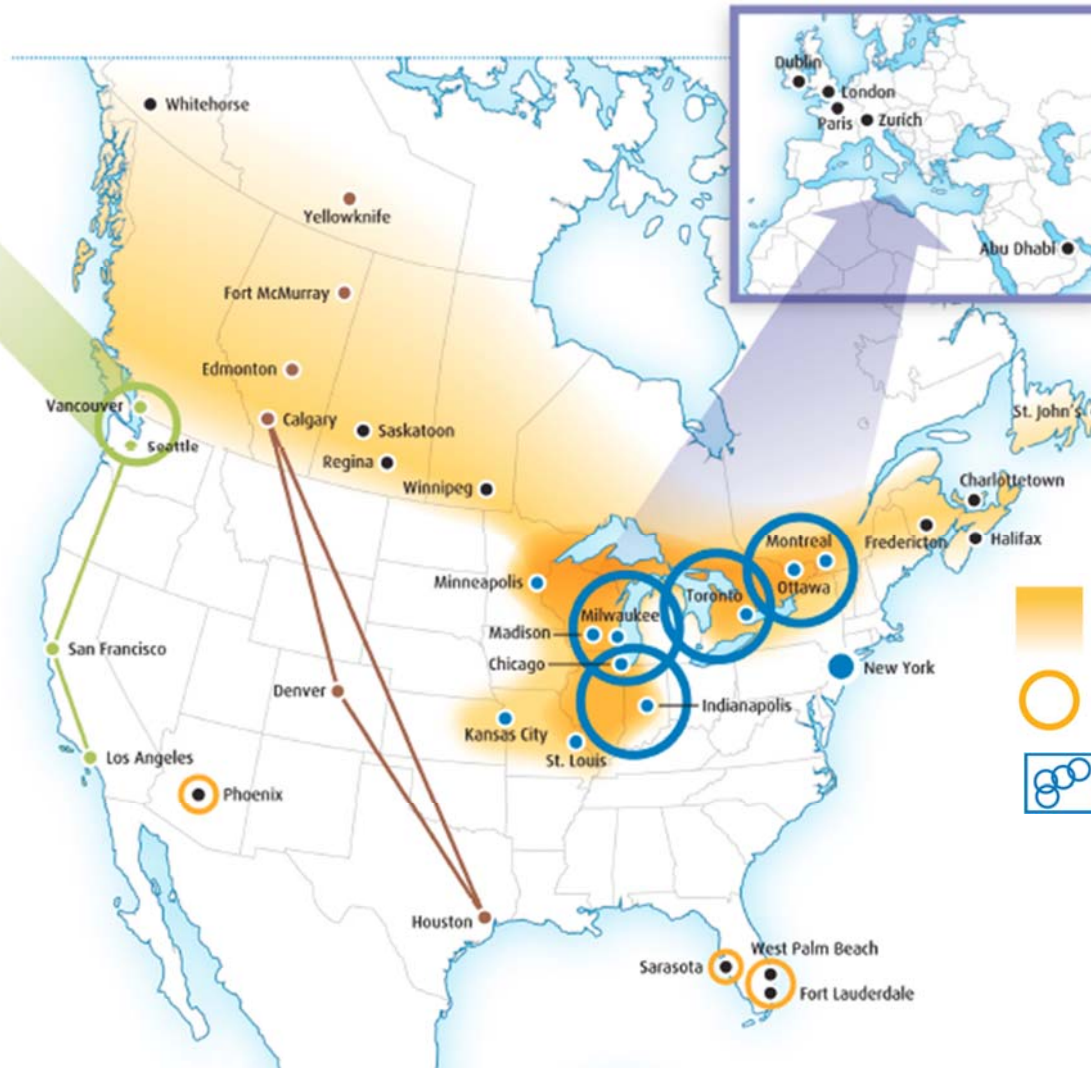 Dublin
London
Paris
Zurich
Abu Dhabi
Whitehorse
Yellowknife
Fort McMurray
Edmonton
Vancouver
Calgary
Seattle
Saskatoon
Regina
Winnipeg
St. John's
Charlottetown
Fredericton
Halifax
Montreal
Ottawa
Toronto
Minneapolis
Milwaukee
Madison
Chicago
New York
San Francisco
Denver
Indianapolis
Kansas City
St. Louis
Los Angeles
Phoenix
Houston
West Palm Beach
Sarasota
Fort Lauderdale